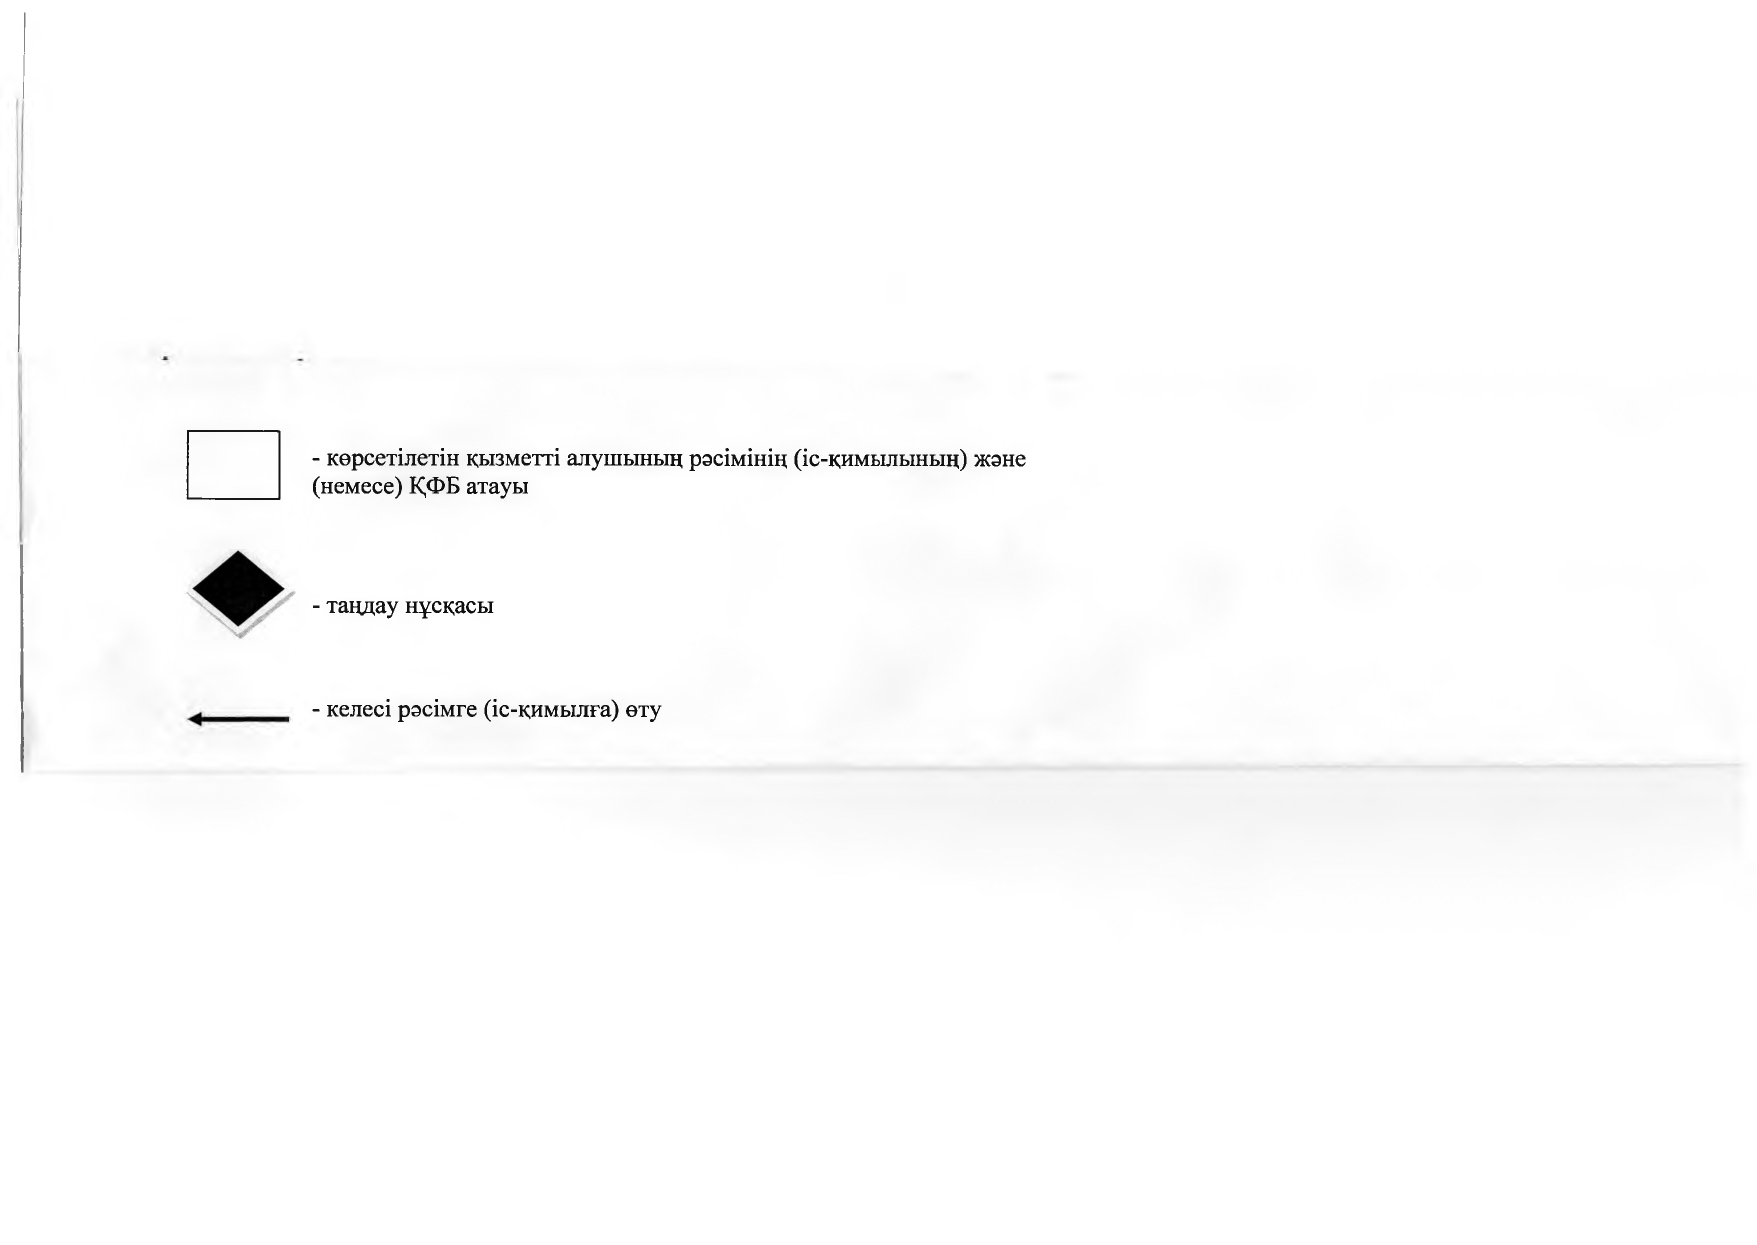 - көрсетілетін қызметті алушының рәсімінің (іс-қимылының) және
(немесе) ҚФБ атауы
- таңдау нұсқасы
- келесі рәсімге (іс-қимылға) өту